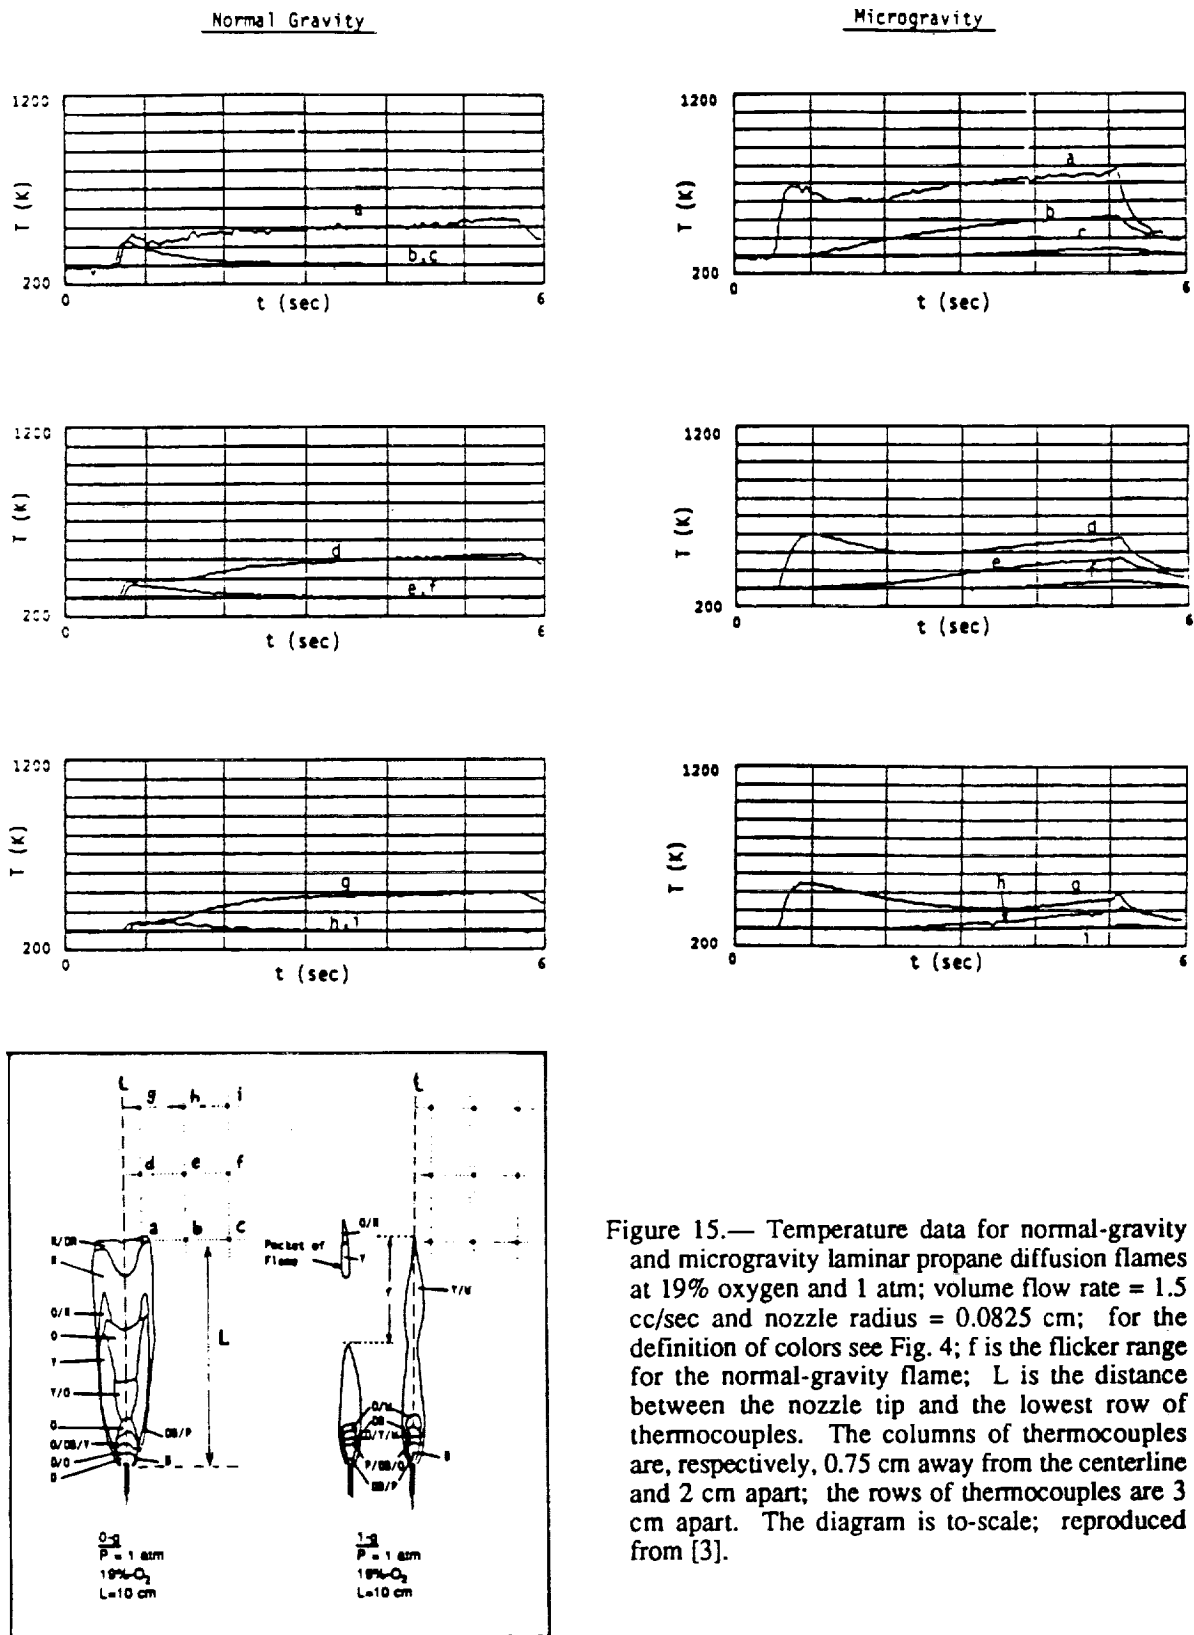 Normal Gravity
Microgravity
1200
T (K)
a
b,c
200
0
t (sec)
6
1200
T (K)
a
b
c
200
0
t (sec)
6
1200
T (K)
d
e,f
200
0
t (sec)
6
1200
T (K)
d
e
f
200
0
t (sec)
6
1200
T (K)
g
h,i
200
0
t (sec)
6
1200
T (K)
h
g
i
200
0
t (sec)
6
g h i
d e f
a b c
R/DR
R
O/R
O
Y
Y/O
L
DB/P
B
0-g
P = 1 atm
19%-O₂
L=10 cm
O/R
Pocket of
Flame
Y
f
DB
P/DB/O
DB/P
B
1-g
P = 1 atm
19%-O₂
L=10 cm
Figure 15.— Temperature data for normal-gravity
and microgravity laminar propane diffusion flames
at 19% oxygen and 1 atm; volume flow rate = 1.5
cc/sec and nozzle radius = 0.0825 cm; for the
definition of colors see Fig. 4; f is the flicker range
for the normal-gravity flame; L is the distance
between the nozzle tip and the lowest row of
thermocouples. The columns of thermocouples
are, respectively, 0.75 cm away from the centerline
and 2 cm apart; the rows of thermocouples are 3
cm apart. The diagram is to-scale; reproduced
from [3].